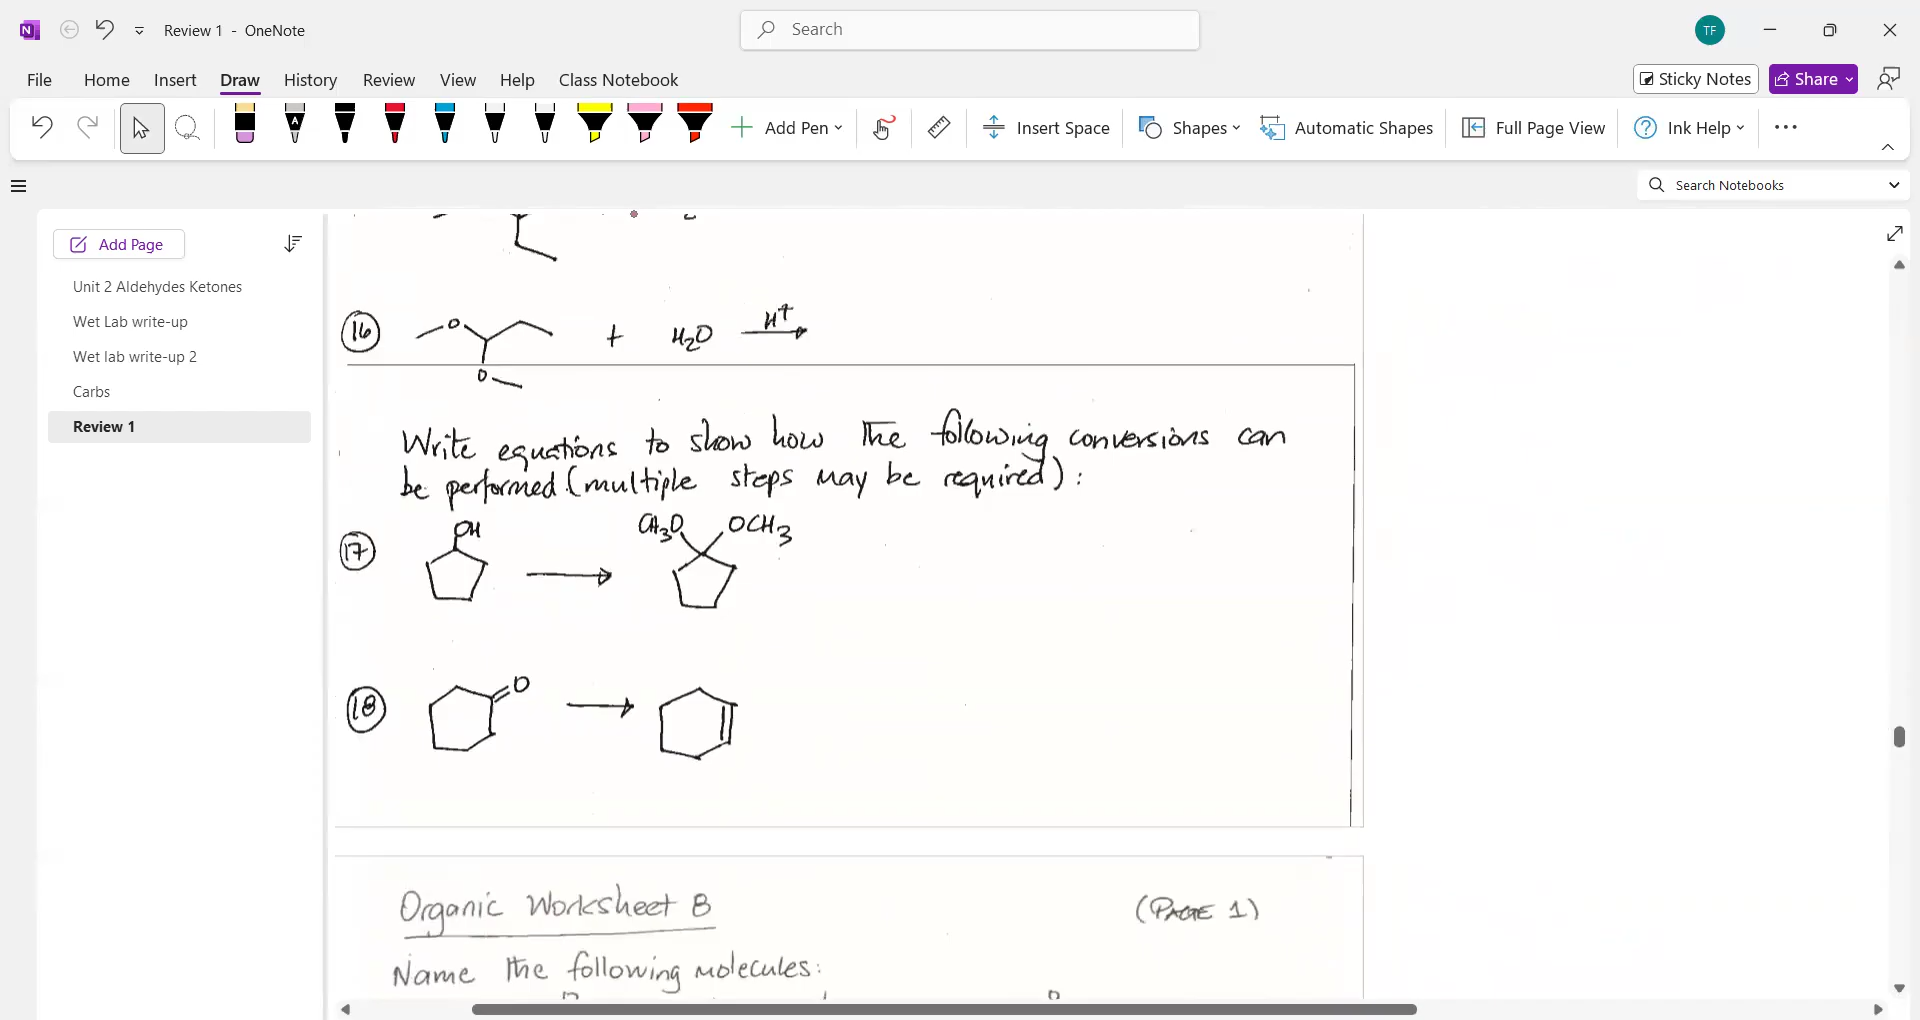 Review 1 - OneNote
Search
TF
File Home Insert Draw History Review View Help Class Notebook
Sticky Notes
Share
A
Add Pen
Insert Space
Shapes
Automatic Shapes
Full Page View
Ink Help
Search Notebooks
Add Page
Unit 2 Aldehydes Ketones
Wet Lab write-up
Wet lab write-up 2
Carbs
Review 1
16 O O + H2O H+
Write equations to show how the following conversions can
be performed (multiple steps may be required):
17 OH CH3O OCH3
18 O
Organic Worksheet B (PAGE 1)
Name the following molecules: